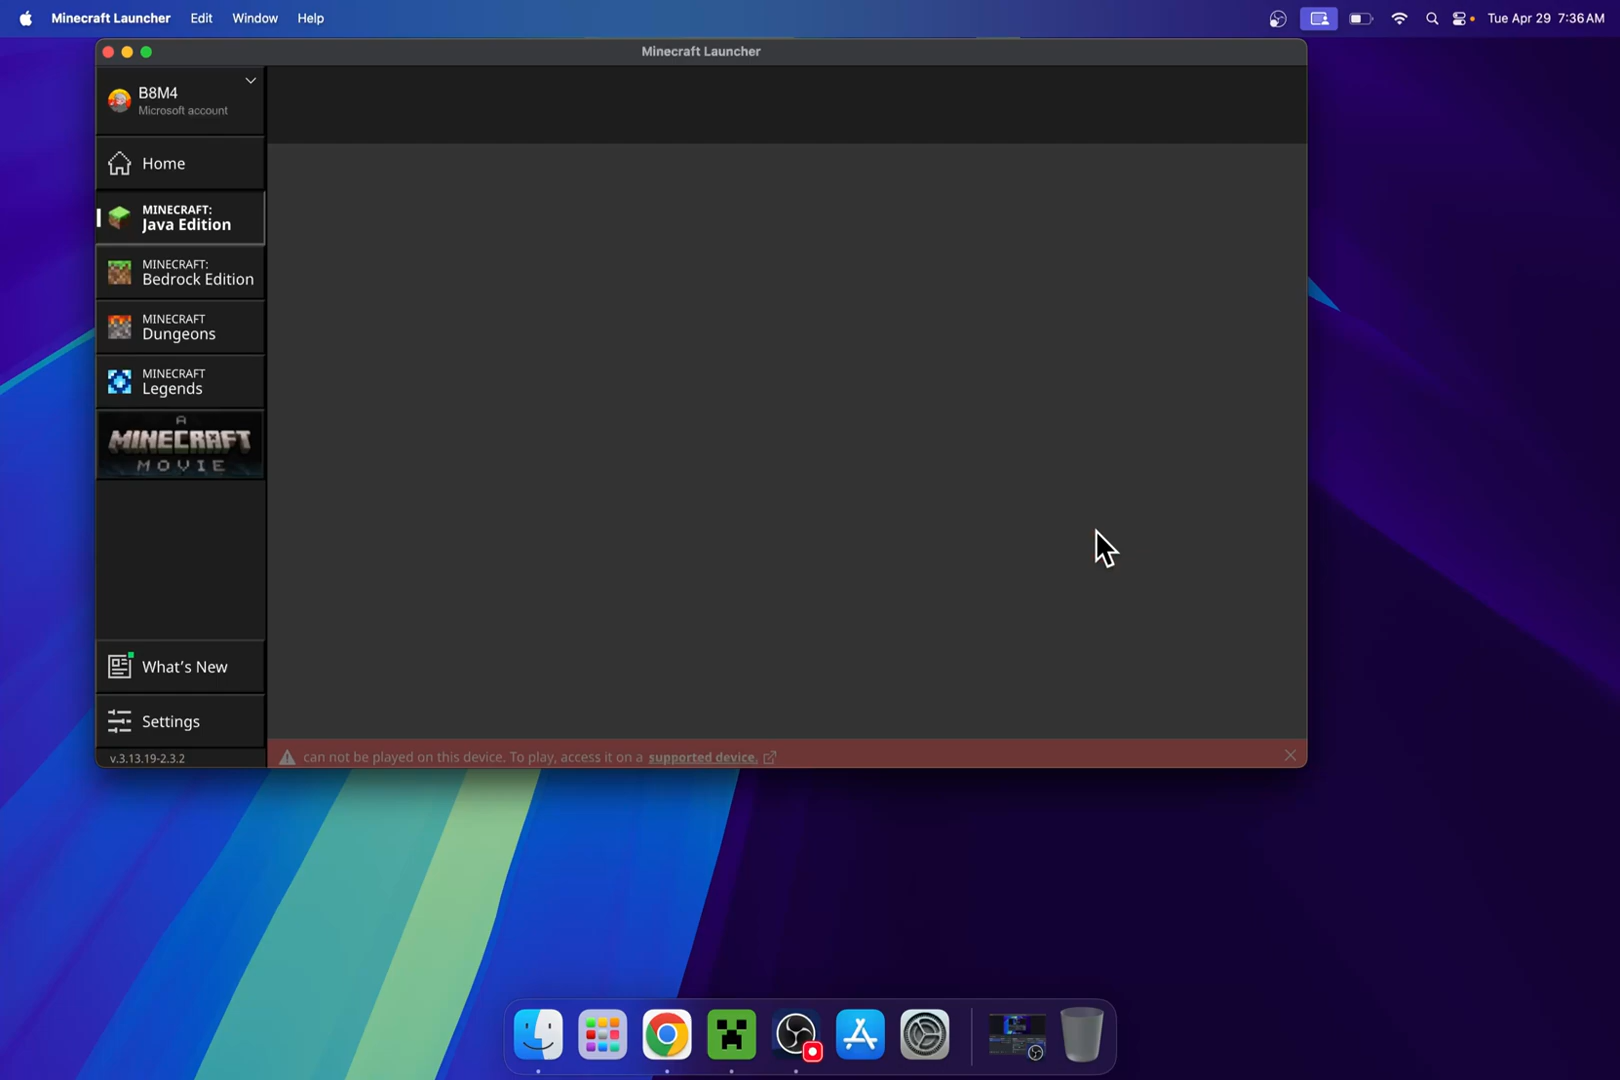 Minecraft Launcher Edit Window Help Tue Apr 29 7:36 AM
Minecraft Launcher
B8M4
Microsoft account
Home
MINECRAFT:
Java Edition
MINECRAFT:
Bedrock Edition
MINECRAFT
Dungeons
MINECRAFT
Legends
A
MINECRAFT
MOVIE
What's New
Settings
v.3.13.19-2.3.2
can not be played on this device. To play, access it on a supported device.